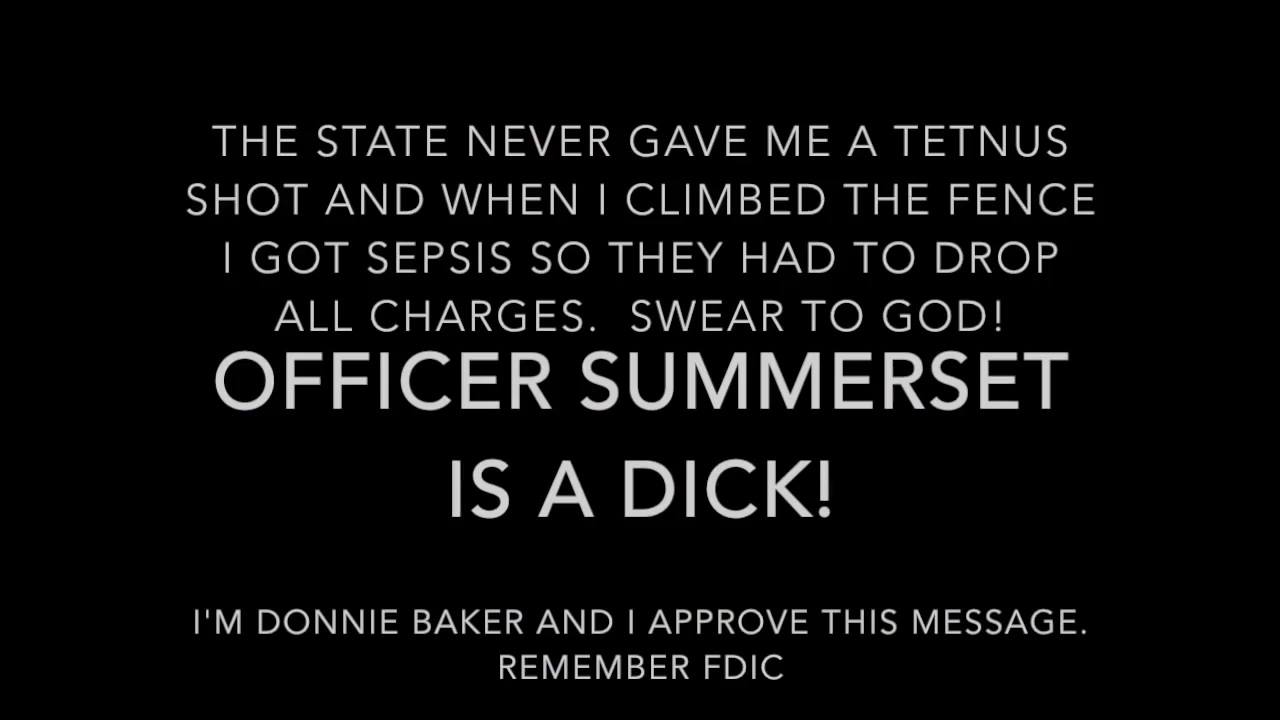 THE STATE NEVER GAVE ME A TETNUS
SHOT AND WHEN I CLIMBED THE FENCE
I GOT SEPSIS SO THEY HAD TO DROP
ALL CHARGES.  SWEAR TO GOD!
OFFICER SUMMERSET
IS A DICK!
I'M DONNIE BAKER AND I APPROVE THIS MESSAGE.
REMEMBER FDIC